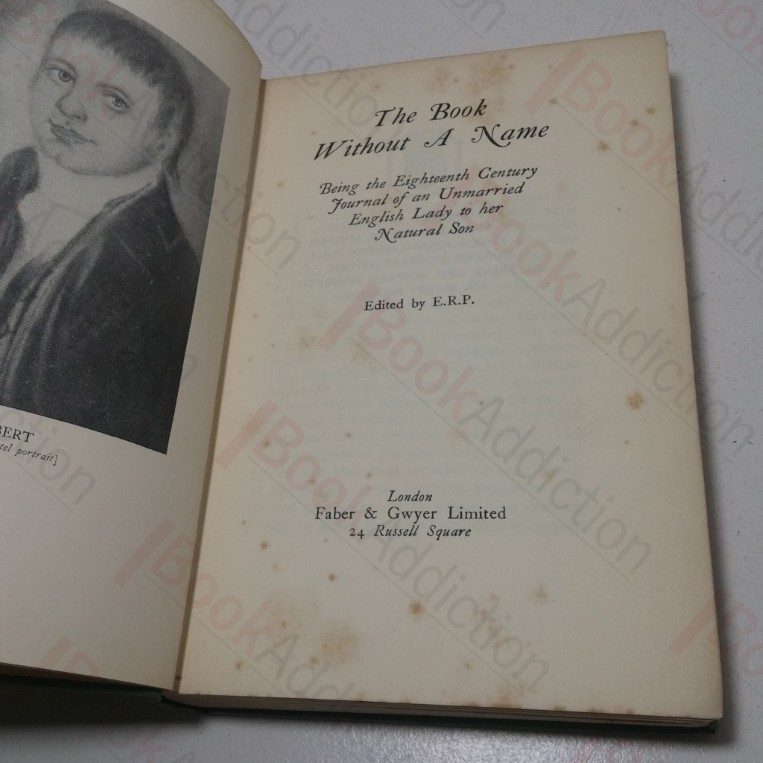 BERT
tel portrait]
The Book
Without A Name
Being the Eighteenth Century
Journal of an Unmarried
English Lady to her
Natural Son
Edited by E.R.P.
London
Faber & Gwyer Limited
24 Russell Square
BookAddiction